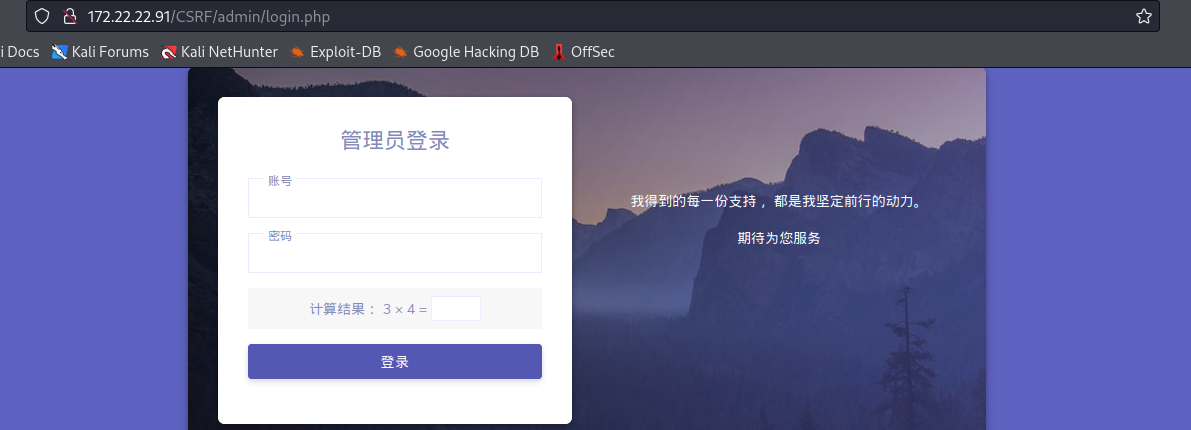 172.22.22.91/CSRF/admin/login.php
i Docs Kali Forums Kali NetHunter Exploit-DB Google Hacking DB OffSec
管理员登录
账号
密码
计算结果：3 × 4 =
登录
我得到的每一份支持，都是我坚定前行的动力。
期待为您服务